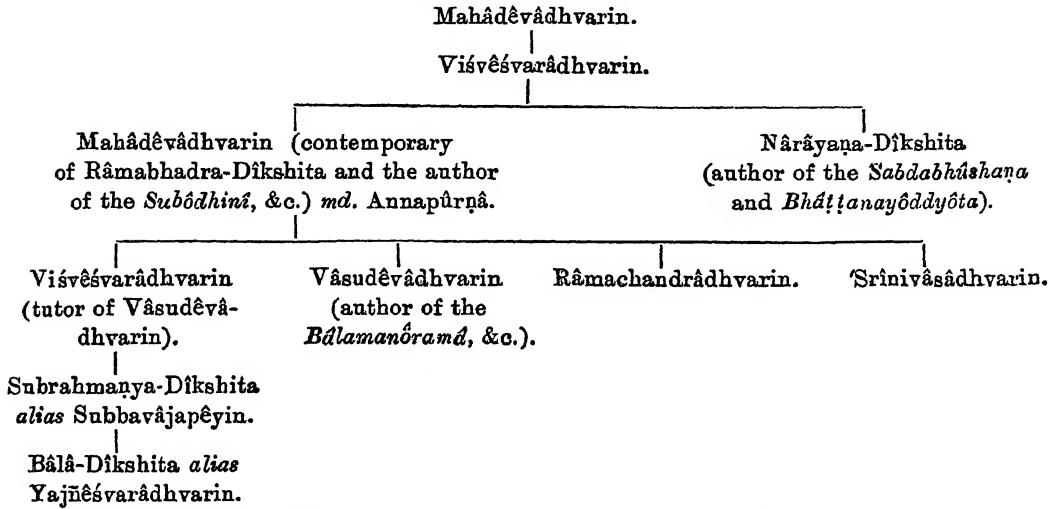 Mahâdêvâdhvarin.
Viśvêśvarâdhvarin.
Mahâdêvâdhvarin (contemporary
of Râmabhadra-Dîkshita and the author
of the Subôdhinî, &c.) md. Annapûrṇâ.
Nârâyaṇa-Dîkshita
(author of the Śabdabhûshaṇa
and Bhâṭṭanayôddyôta).
Viśvêśvarâdhvarin
(tutor of Vâsudêvâ-
dhvarin).
Vâsudêvâdhvarin
(author of the
Bâlamanôramâ, &c.).
Râmachandrâdhvarin.
Śrînivâsâdhvarin.
Subrahmaṇya-Dîkshita
alias Subbavâjapêyin.
Bâlâ-Dîkshita alias
Yajñêśvarâdhvarin.